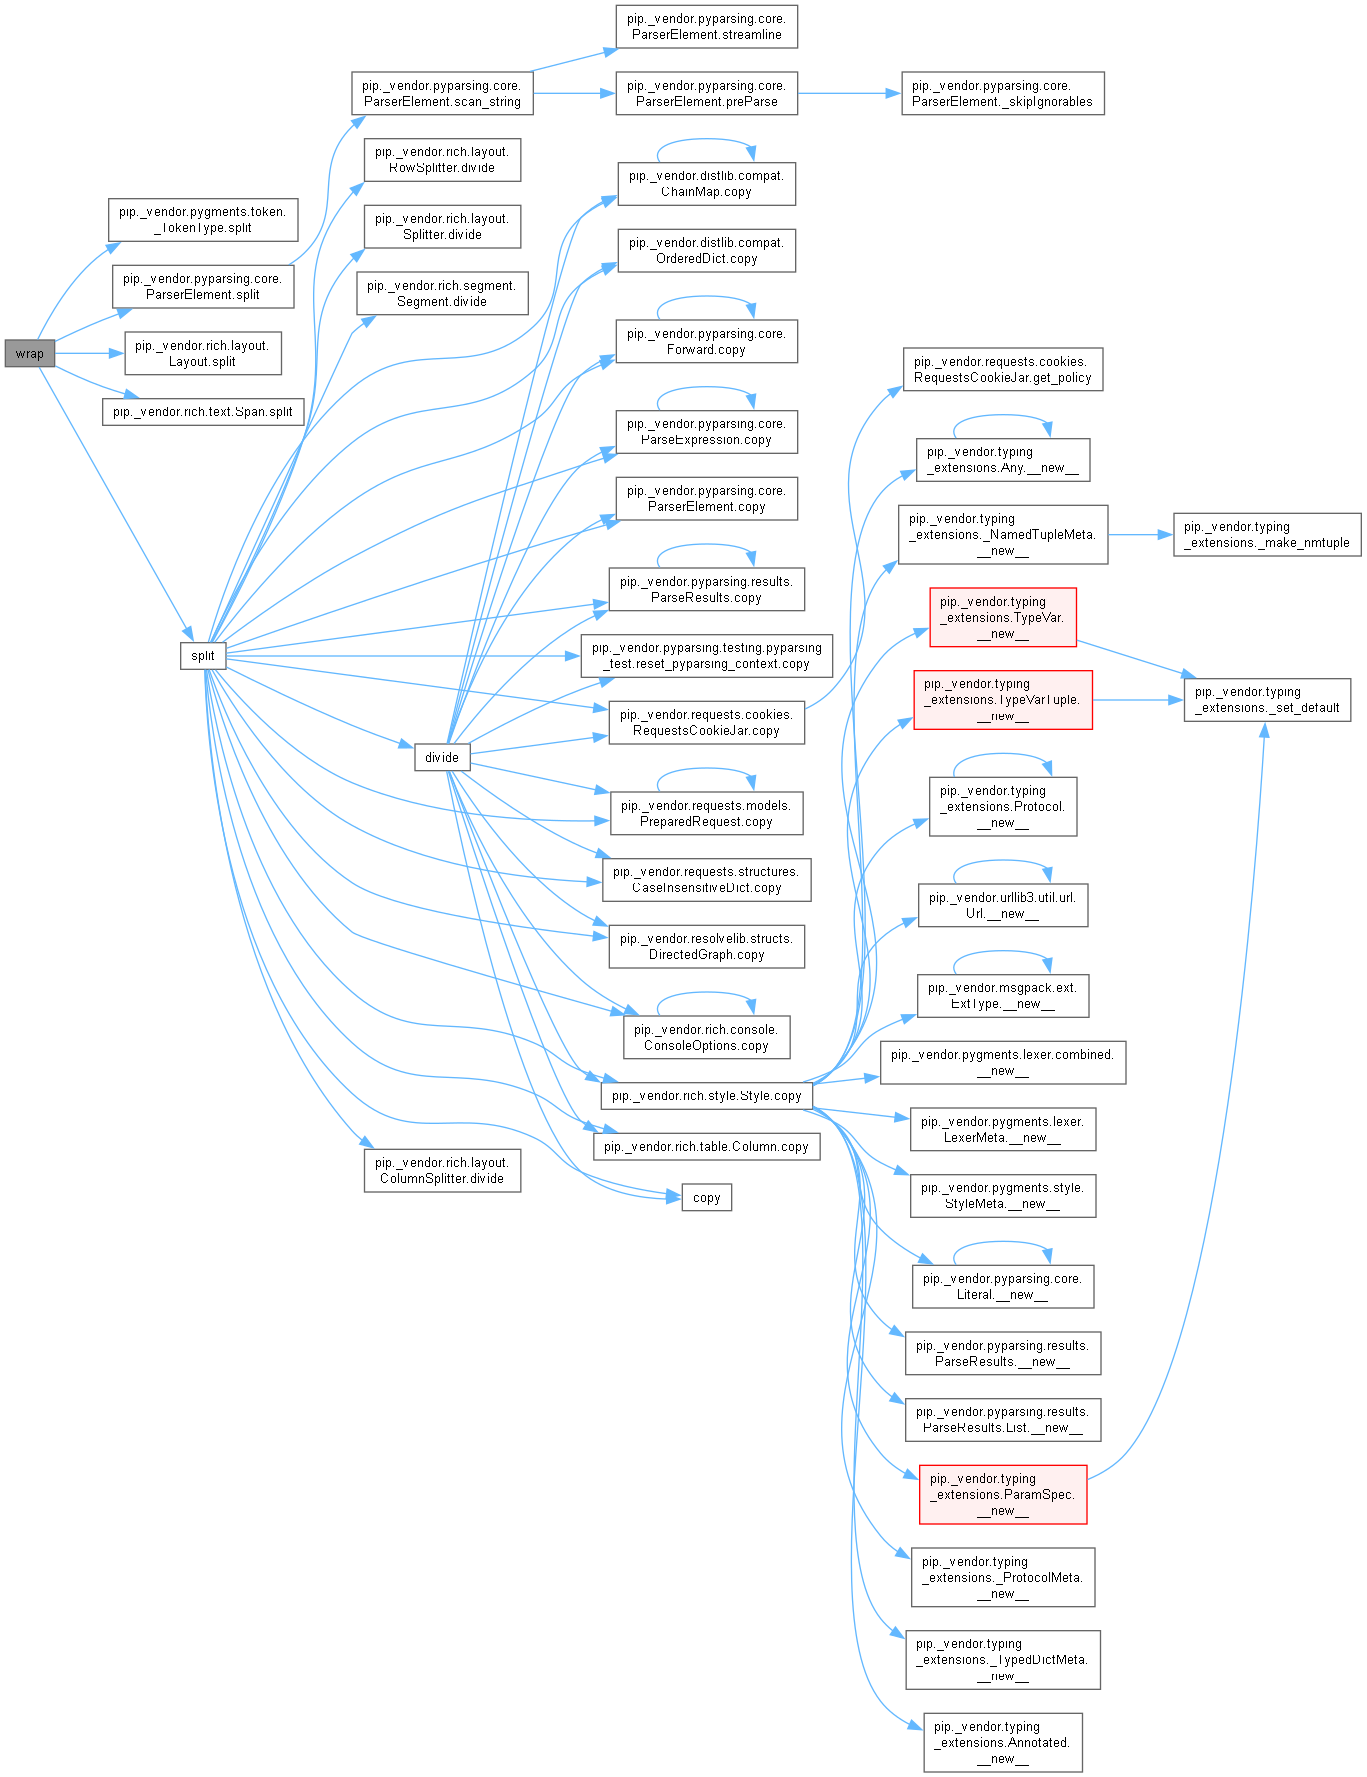 wrap
pip._vendor.pygments.token.
_TokenType.split
pip._vendor.pyparsing.core.
ParserElement.split
pip._vendor.rich.layout.
Layout.split
pip._vendor.rich.text.Span.split
split
pip._vendor.pyparsing.core.
ParserElement.scan_string
pip._vendor.rich.layout.
RowSplitter.divide
pip._vendor.rich.layout.
Splitter.divide
pip._vendor.rich.segment.
Segment.divide
divide
pip._vendor.rich.layout.
ColumnSplitter.divide
pip._vendor.pyparsing.core.
ParserElement.streamline
pip._vendor.pyparsing.core.
ParserElement.preParse
pip._vendor.distlib.compat.
ChainMap.copy
pip._vendor.distlib.compat.
OrderedDict.copy
pip._vendor.pyparsing.core.
Forward.copy
pip._vendor.pyparsing.core.
ParseExpression.copy
pip._vendor.pyparsing.core.
ParserElement.copy
pip._vendor.pyparsing.results.
ParseResults.copy
pip._vendor.pyparsing.testing.pyparsing
_test.reset_pyparsing_context.copy
pip._vendor.requests.cookies.
RequestsCookieJar.copy
pip._vendor.requests.models.
PreparedRequest.copy
pip._vendor.requests.structures.
CaseInsensitiveDict.copy
pip._vendor.resolvelib.structs.
DirectedGraph.copy
pip._vendor.rich.console.
ConsoleOptions.copy
pip._vendor.rich.style.Style.copy
pip._vendor.rich.table.Column.copy
copy
pip._vendor.pyparsing.core.
ParserElement._skipIgnorables
pip._vendor.requests.cookies.
RequestsCookieJar.get_policy
pip._vendor.typing
_extensions.Any.__new__
pip._vendor.typing
_extensions._NamedTupleMeta.
__new__
pip._vendor.typing
_extensions.TypeVar.
__new__
pip._vendor.typing
_extensions.TypeVarTuple.
__new__
pip._vendor.typing
_extensions.Protocol.
__new__
pip._vendor.urllib3.util.url.
Url.__new__
pip._vendor.msgpack.ext.
ExtType.__new__
pip._vendor.pygments.lexer.combined.
__new__
pip._vendor.pygments.lexer.
LexerMeta.__new__
pip._vendor.pygments.style.
StyleMeta.__new__
pip._vendor.pyparsing.core.
Literal.__new__
pip._vendor.pyparsing.results.
ParseResults.__new__
pip._vendor.pyparsing.results.
ParseResults.List.__new__
pip._vendor.typing
_extensions.ParamSpec.
__new__
pip._vendor.typing
_extensions._ProtocolMeta.
__new__
pip._vendor.typing
_extensions._TypedDictMeta.
__new__
pip._vendor.typing
_extensions.Annotated.
__new__
pip._vendor.typing
_extensions._make_nmtuple
pip._vendor.typing
_extensions._set_default